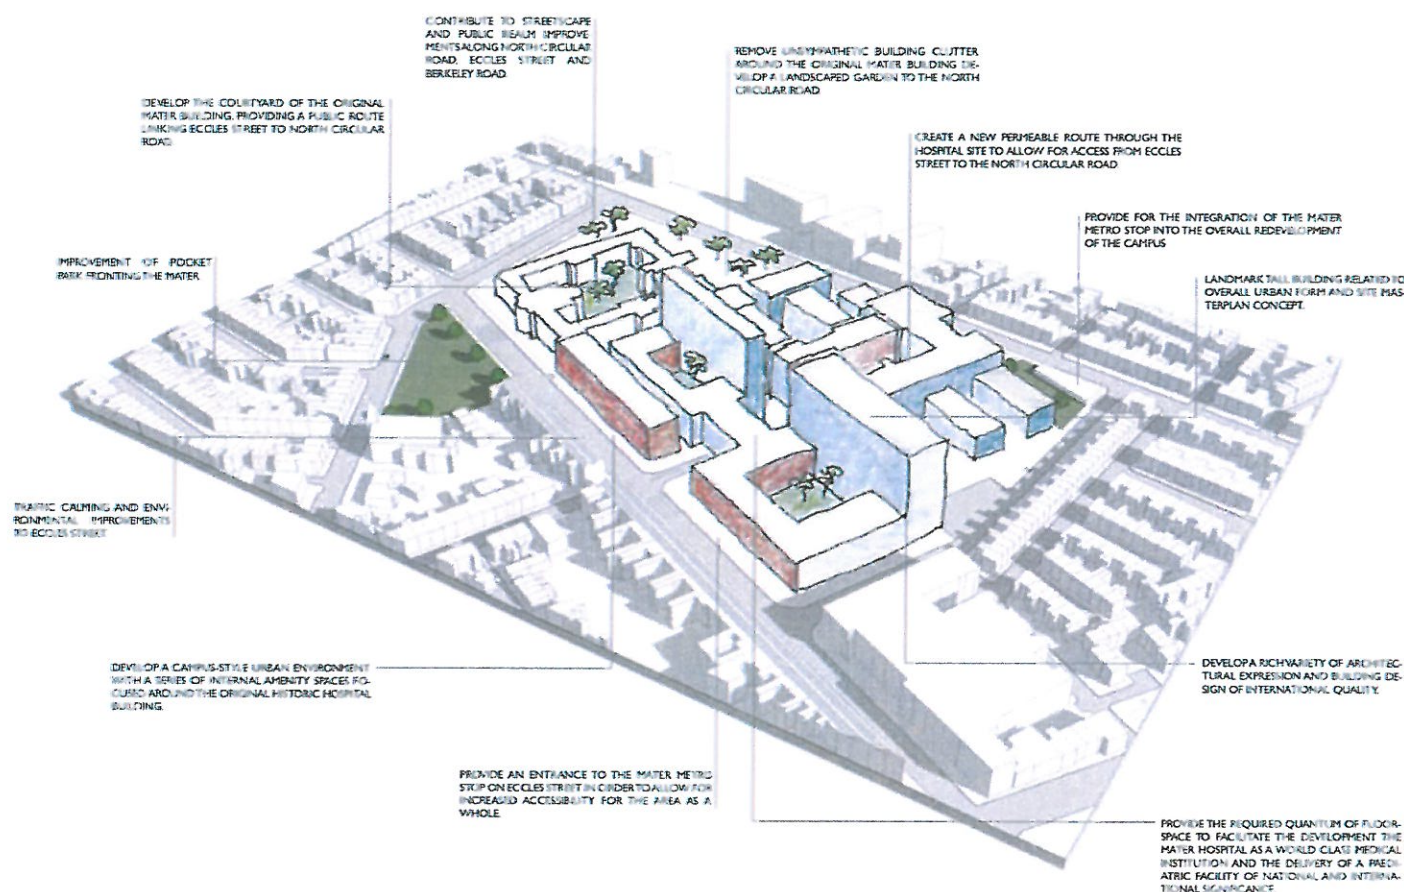 CONTRIBUTE TO STREETSCAPE
AND PUBLIC REALM IMPROVE-
MENTS ALONG NORTH CIRCULAR
ROAD, ECCLES STREET AND
BERKELEY ROAD
REMOVE UNSYMPATHETIC BUILDING CLUTTER
AROUND THE ORIGINAL MATER BUILDING DE-
VELOP A LANDSCAPED GARDEN TO THE NORTH
CIRCULAR ROAD
DEVELOP THE COURTYARD OF THE ORIGINAL
MATER BUILDING, PROVIDING A PUBLIC ROUTE
LINKING ECCLES STREET TO NORTH CIRCULAR
ROAD
CREATE A NEW PERMEABLE ROUTE THROUGH THE
HOSPITAL SITE TO ALLOW FOR ACCESS FROM ECCLES
STREET TO THE NORTH CIRCULAR ROAD
PROVIDE FOR THE INTEGRATION OF THE MATER
METRO STOP INTO THE OVERALL REDEVELOPMENT
OF THE CAMPUS
IMPROVEMENT OF POCKET
PARK FRONTING THE MATER
LANDMARK TALL BUILDING RELATED TO
OVERALL URBAN FORM AND SITE MAS-
TERPLAN CONCEPT.
TRAFFIC CALMING AND ENVI-
RONMENTAL IMPROVEMENTS
TO ECCLES STREET
DEVELOP A CAMPUS-STYLE URBAN ENVIRONMENT
WITH A SERIES OF INTERNAL AMENITY SPACES FO-
CUSED AROUND THE ORIGINAL HISTORIC HOSPITAL
BUILDING.
DEVELOP A RICH VARIETY OF ARCHITEC-
TURAL EXPRESSION AND BUILDING DE-
SIGN OF INTERNATIONAL QUALITY.
PROVIDE AN ENTRANCE TO THE MATER METRO
STOP ON ECCLES STREET IN ORDER TO ALLOW FOR
INCREASED ACCESSIBILITY FOR THE AREA AS A
WHOLE.
PROVIDE THE REQUIRED QUANTUM OF FLOOR-
SPACE TO FACILITATE THE DEVELOPMENT THE
MATER HOSPITAL AS A WORLD CLASS MEDICAL
INSTITUTION AND THE DELIVERY OF A PAEDI-
ATRIC FACILITY OF NATIONAL AND INTERNA-
TIONAL SIGNIFICANCE